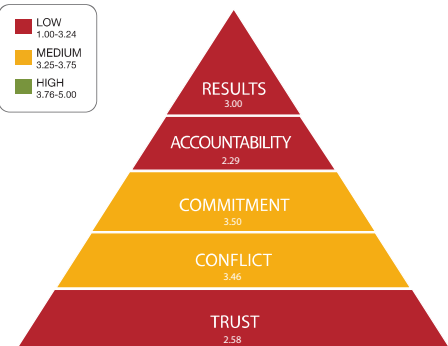 LOW
1.00-3.24
MEDIUM
3.25-3.75
HIGH
3.76-5.00
RESULTS
3.00
ACCOUNTABILITY
2.29
COMMITMENT
3.50
CONFLICT
3.46
TRUST
2.58